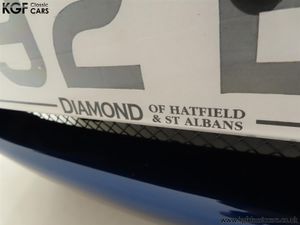 KGF Classic
CARS
92 E
DIAMOND OF HATFIELD
& ST ALBANS